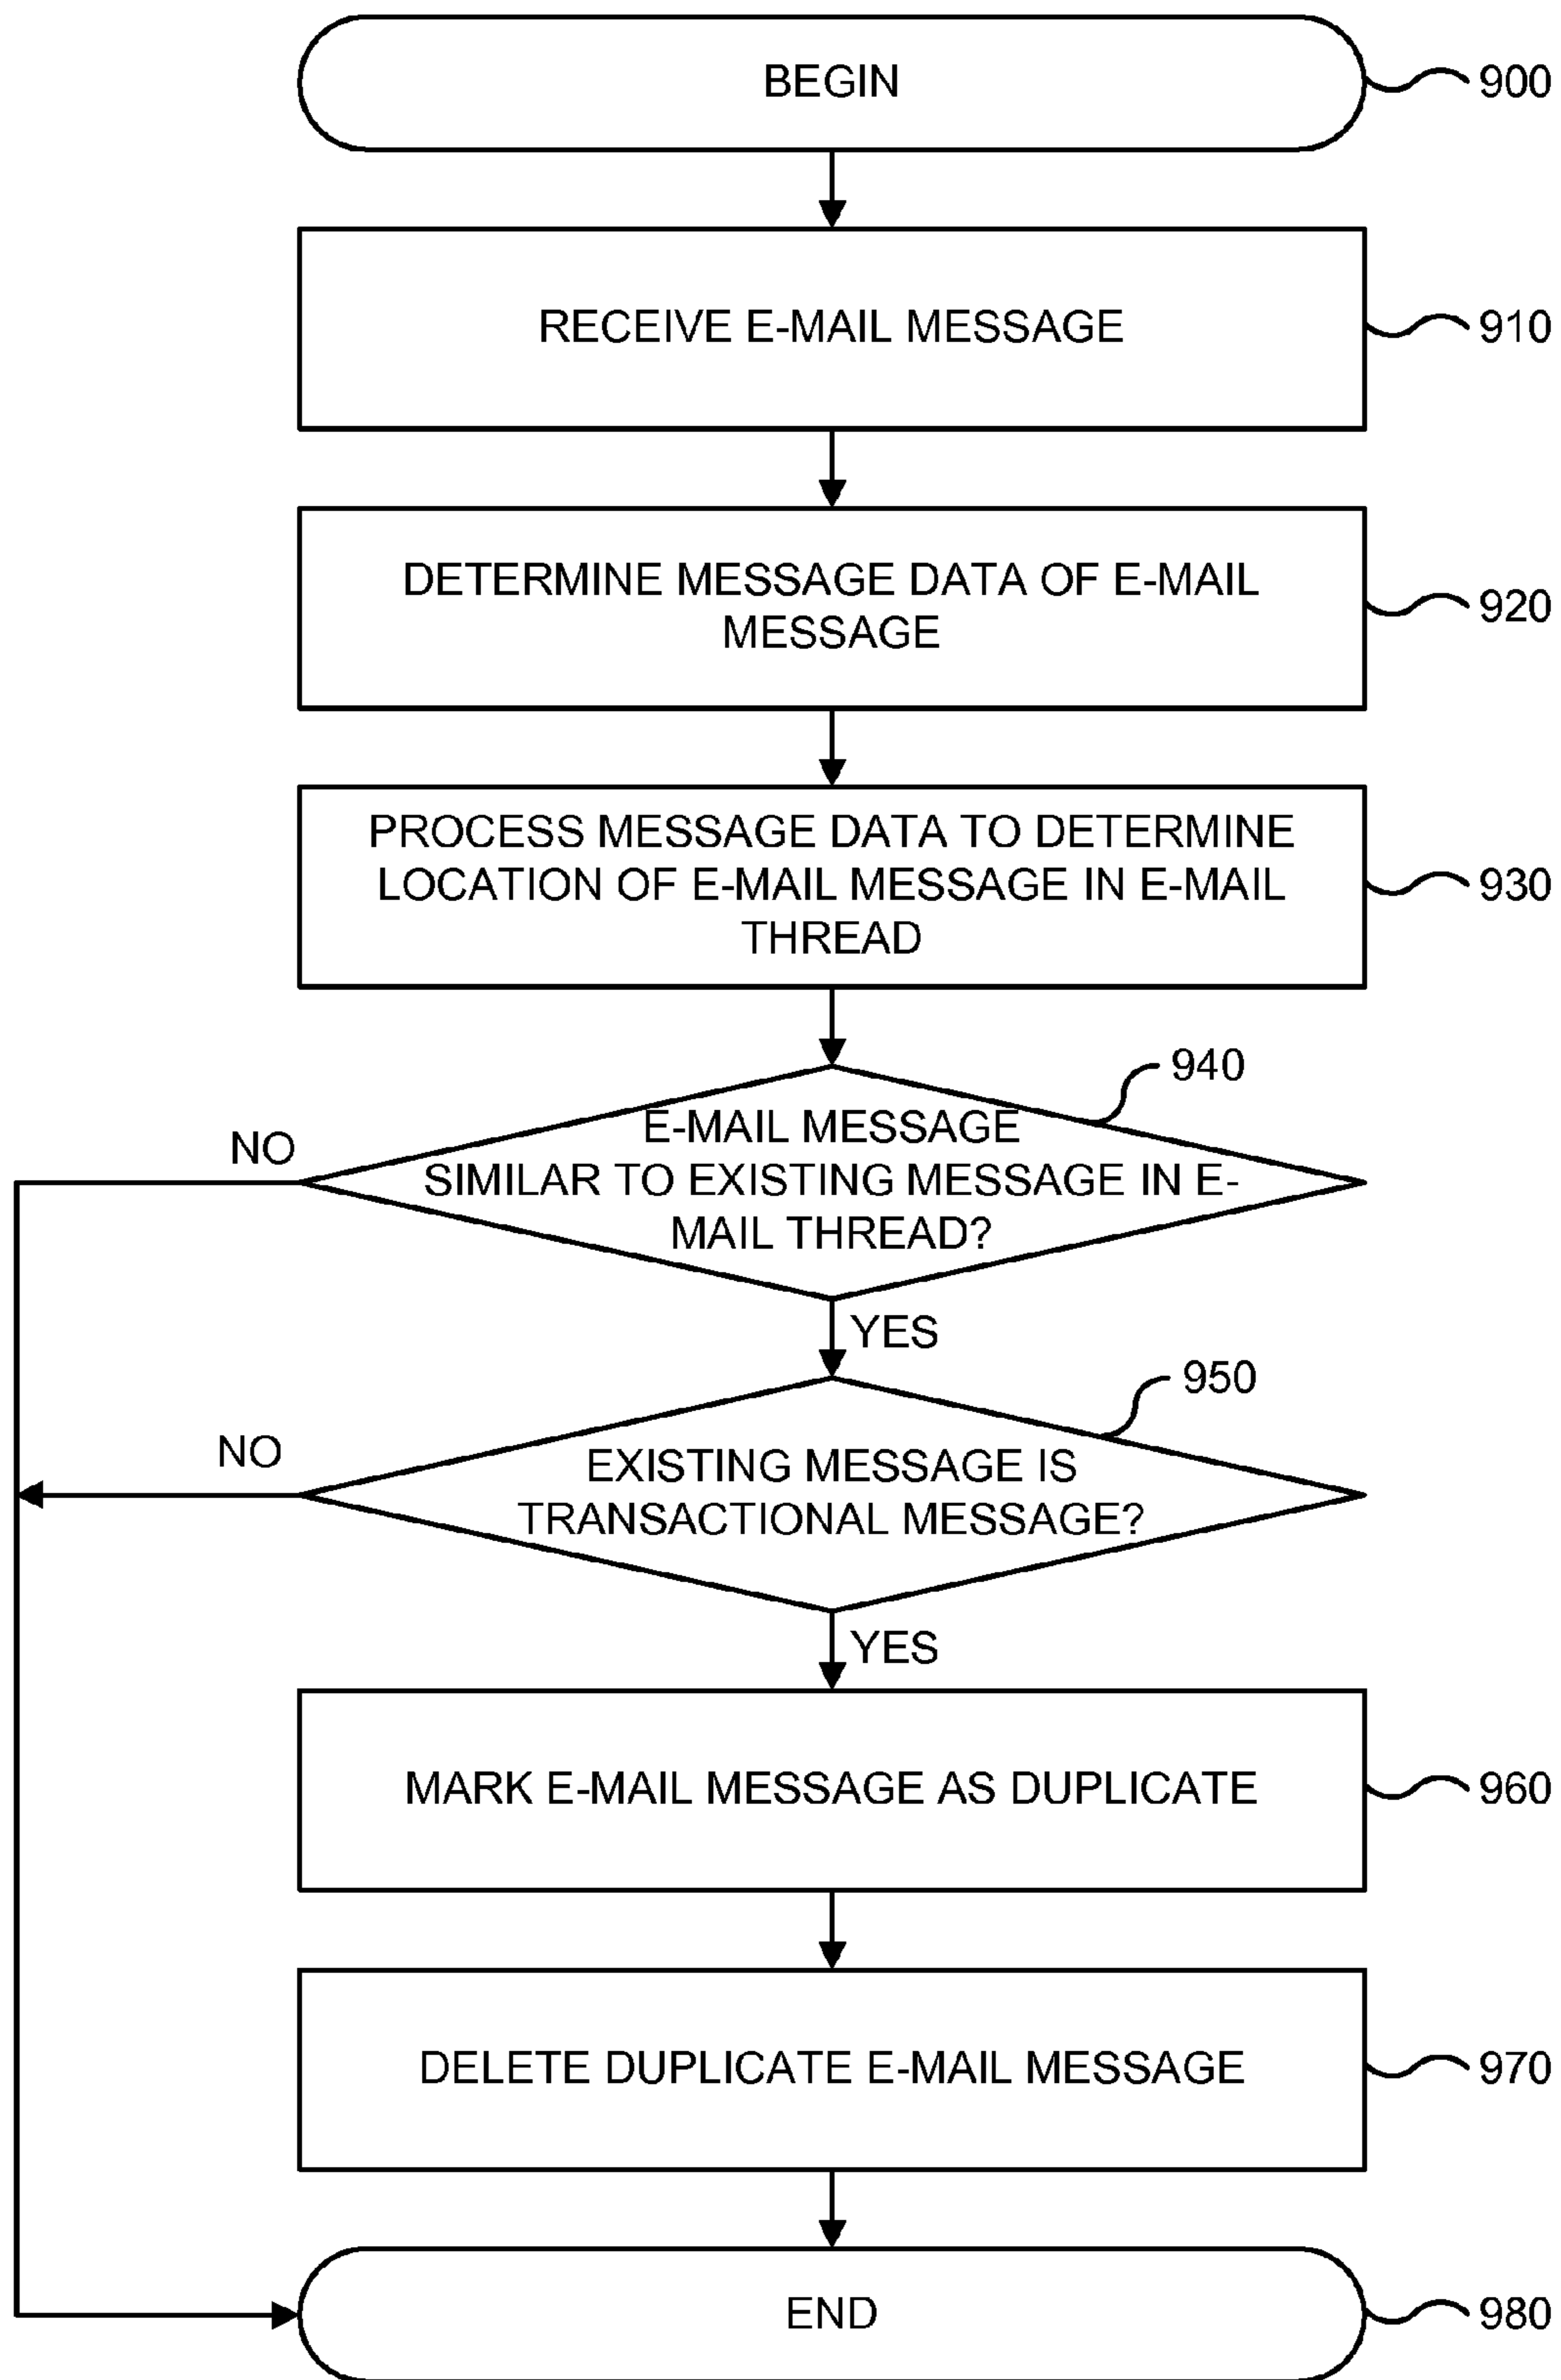 BEGIN
900
RECEIVE E-MAIL MESSAGE
910
DETERMINE MESSAGE DATA OF E-MAIL
MESSAGE
920
PROCESS MESSAGE DATA TO DETERMINE
LOCATION OF E-MAIL MESSAGE IN E-MAIL
THREAD
930
940
E-MAIL MESSAGE
SIMILAR TO EXISTING MESSAGE IN E-
MAIL THREAD?
NO
YES
950
EXISTING MESSAGE IS
TRANSACTIONAL MESSAGE?
NO
YES
MARK E-MAIL MESSAGE AS DUPLICATE
960
DELETE DUPLICATE E-MAIL MESSAGE
970
END
980